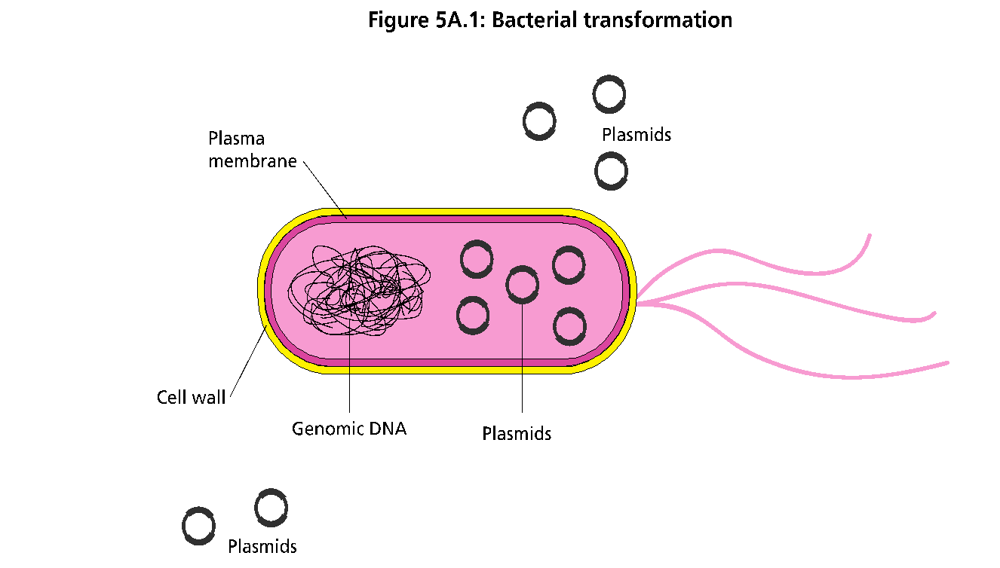 Figure 5A.1: Bacterial transformation
Plasmids
Plasma
membrane
Cell wall
Genomic DNA
Plasmids
Plasmids